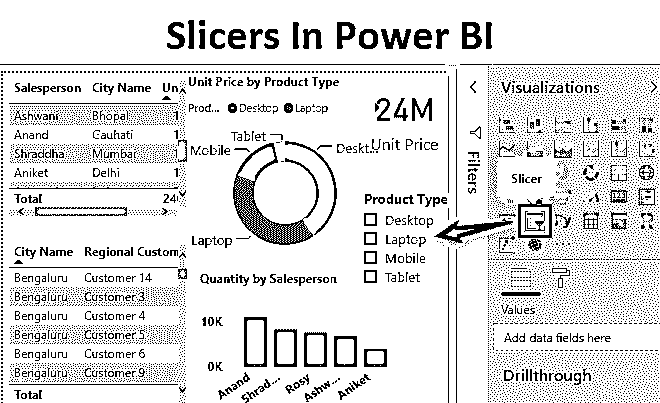 Slicers In Power BI
Salesperson City Name Un
Ashwani Bhopal 1
Anand Gauhati 1
Shraddha Mumbai
Aniket Delhi 1
Total 24
City Name Regional Custom
Bengaluru Customer 14
Bengaluru Customer 3
Bengaluru Customer 4
Bengaluru Customer 5
Bengaluru Customer 6
Bengaluru Customer 9
Total
Unit Price by Product Type
Prod... Desktop Laptop
Tablet
Mobile
Deskt...
Laptop
24M
Unit Price
Product Type
Desktop
Laptop
Mobile
Tablet
Quantity by Salesperson
10K
0K
Anand
Shrad...
Rosy
Ashw...
Aniket
Filters
Visualizations
Slicer
Values
Add data fields here
Drillthrough